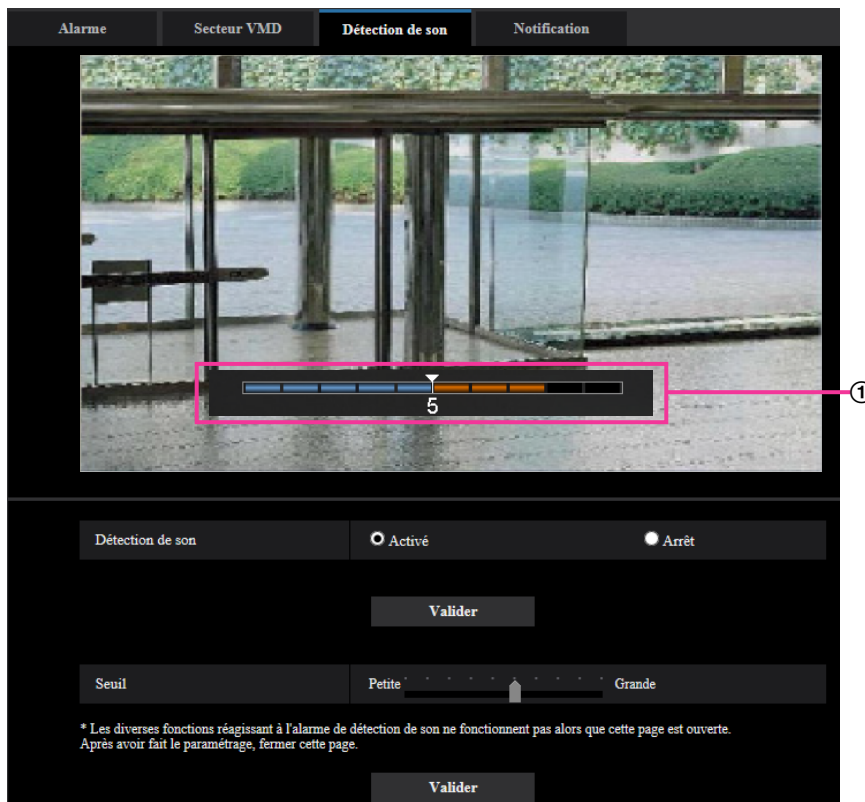 Alarme Secteur VMD Détection de son Notification
5
①
Détection de son Activé Arrêt
Valider
Seuil Petite Grande
* Les diverses fonctions réagissant à l'alarme de détection de son ne fonctionnent pas alors que cette page est ouverte.
Après avoir fait le paramétrage, fermer cette page.
Valider